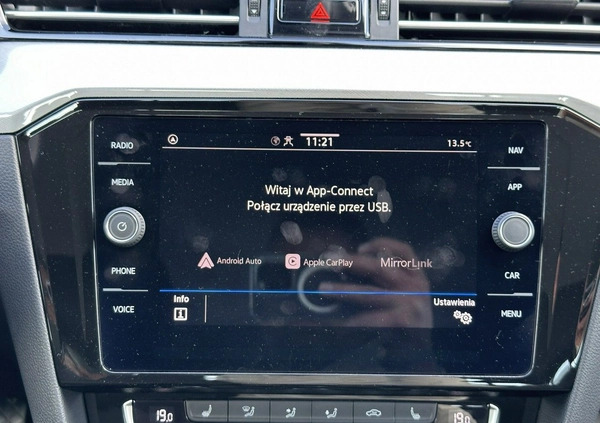 11:21
13.5°C
RADIO
NAV
MEDIA
APP
Witaj w App-Connect
Połącz urządzenie przez USB.
Android Auto
Apple CarPlay
MirrorLink
PHONE
CAR
VOICE
Info
Ustawienia
MENU
19.0
19.0